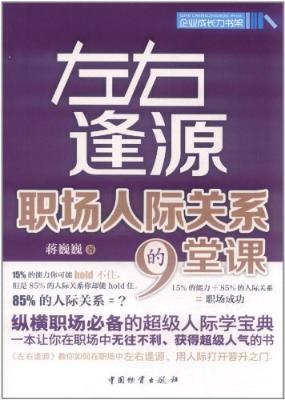 企业成长力书架
左右
逢源
职场人际关系
的9堂课
蒋巍巍 著
15%的能力你可能hold不住,
但是85%的人际关系你却能hold住。
85%的人际关系=?
15%的能力+85%的人际关系
=职场成功
纵横职场必备的超级人际学宝典
一本让你在职场中无往不利、获得超级人气的书
《左右逢源》教你如何在职场中左右逢源、用人际打开晋升之门。
中国物资出版社